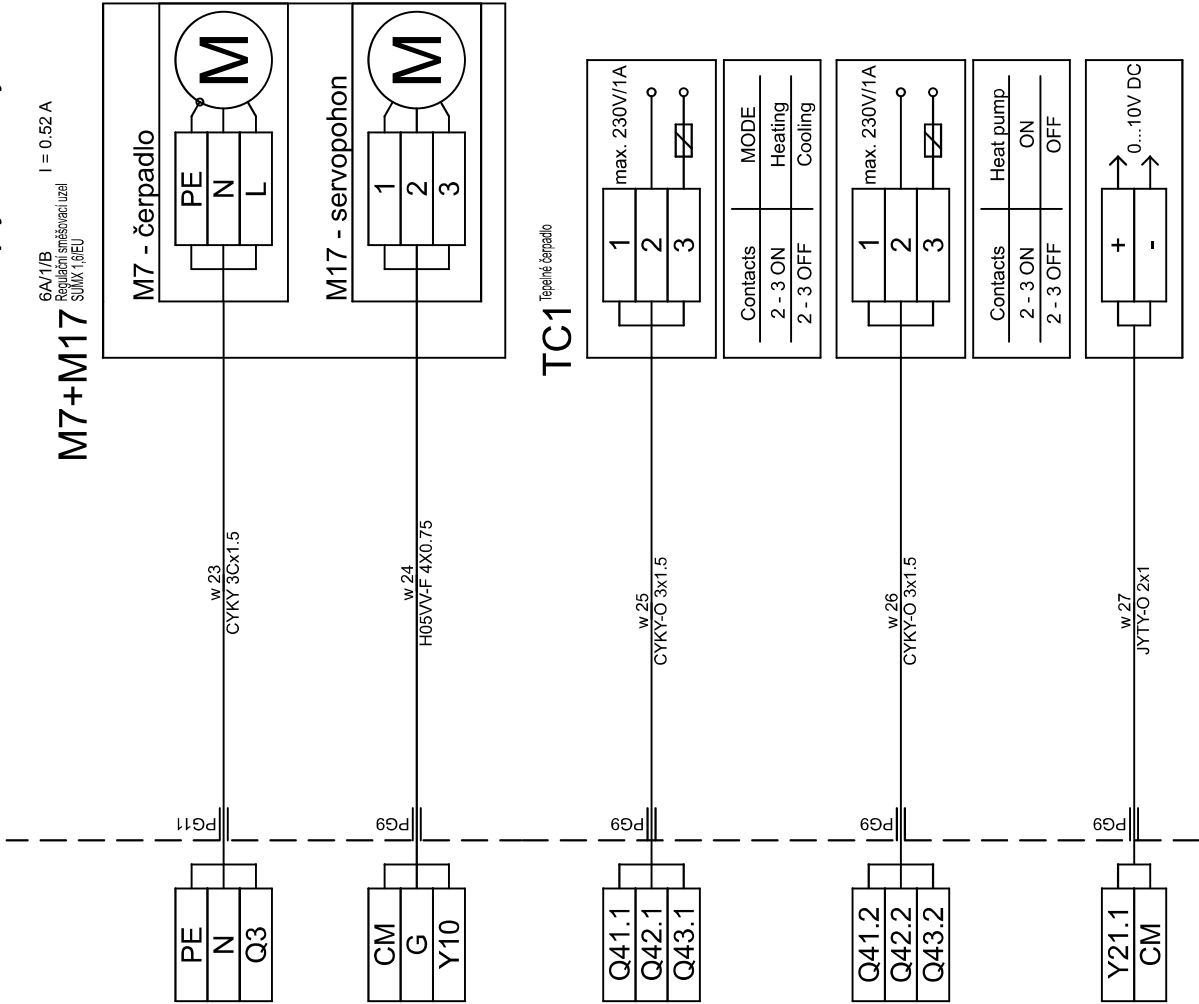 6A/1/B
I = 0.52 A
Regulační směšovací uzel
SUMX 1,6/EU
M7+M17
M7 - čerpadlo
M
PE
N
L
w 23
CYKY 3Cx1.5
PG11
PE
N
Q3
M17 - servopohon
M
1
2
3
w 24
H05VV-F 4X0.75
PG9
CM
G
Y10
TC1
Tepelné čerpadlo
max. 230V/1A
1
2
3
w 25
CYKY-O 3x1.5
PG9
Q41.1
Q42.1
Q43.1
Contacts MODE
2 - 3 ON Heating
2 - 3 OFF Cooling
max. 230V/1A
1
2
3
w 26
CYKY-O 3x1.5
PG9
Q41.2
Q42.2
Q43.2
Contacts Heat pump
2 - 3 ON ON
2 - 3 OFF OFF
0...10V DC
+
-
w 27
JYTY-O 2x1
PG9
Y21.1
CM